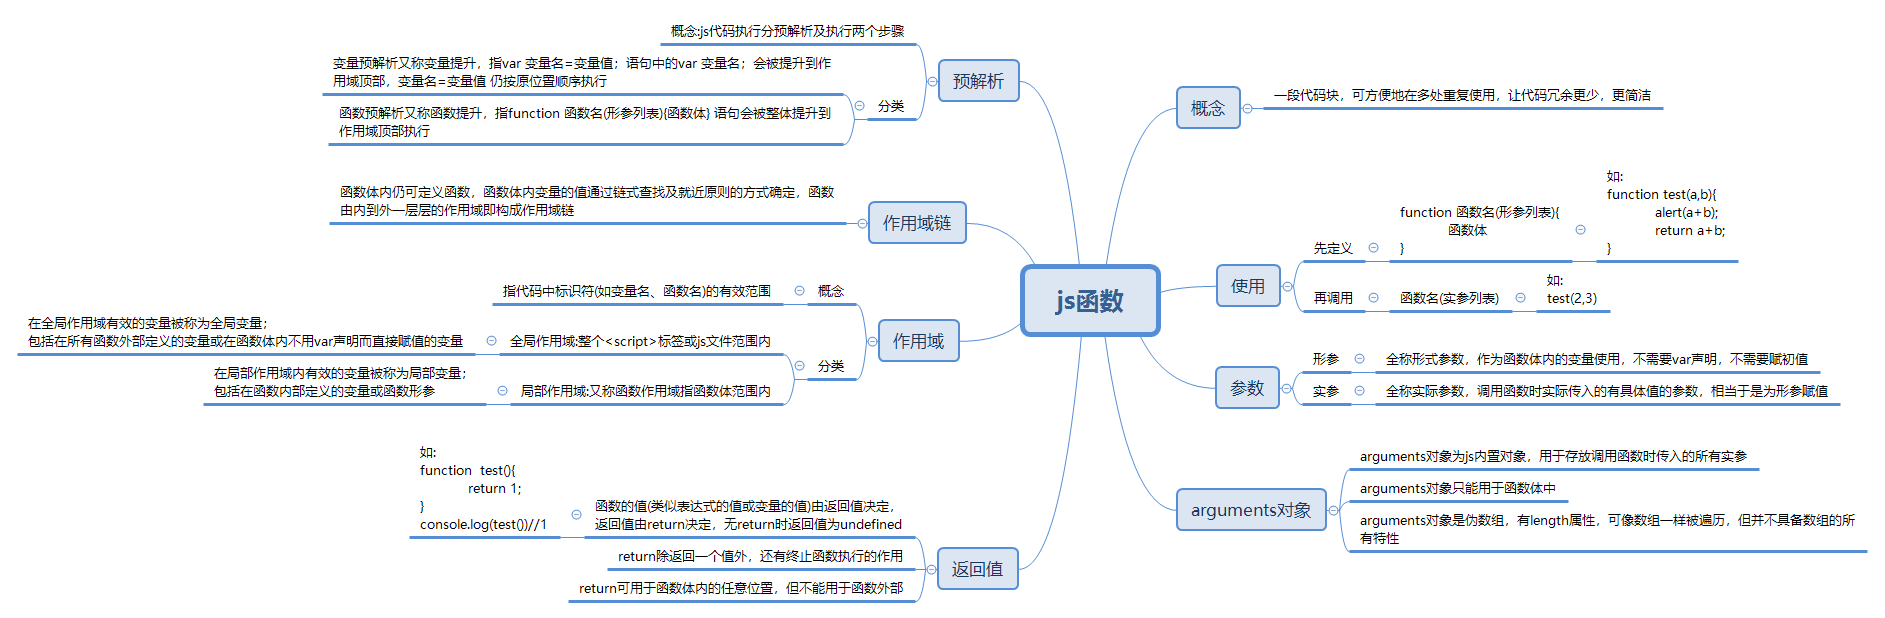 js函数
概念
一段代码块，可方便地在多处重复使用，让代码冗余更少，更简洁
使用
先定义
function 函数名(形参列表){
函数体
}
如:
function test(a,b){
alert(a+b);
return a+b;
}
再调用
函数名(实参列表)
如:
test(2,3)
参数
形参
全称形式参数，作为函数体内的变量使用，不需要var声明，不需要赋初值
实参
全称实际参数，调用函数时实际传入的有具体值的参数，相当于是为形参赋值
arguments对象
arguments对象为js内置对象，用于存放调用函数时传入的所有实参
arguments对象只能用于函数体中
arguments对象是伪数组，有length属性，可像数组一样被遍历，但并不具备数组的所
有特性
预解析
概念:js代码执行分预解析及执行两个步骤
分类
变量预解析又称变量提升，指var 变量名=变量值；语句中的var 变量名；会被提升到作
用域顶部，变量名=变量值 仍按原位置顺序执行
函数预解析又称函数提升，指function 函数名(形参列表){函数体} 语句会被整体提升到
作用域顶部执行
作用域链
函数体内仍可定义函数，函数体内变量的值通过链式查找及就近原则的方式确定，函数
由内到外一层层的作用域即构成作用域链
作用域
概念
指代码中标识符(如变量名、函数名)的有效范围
分类
全局作用域:整个<script>标签或js文件范围内
在全局作用域有效的变量被称为全局变量；
包括在所有函数外部定义的变量或在函数体内不用var声明而直接赋值的变量
局部作用域:又称函数作用域指函数体范围内
在局部作用域内有效的变量被称为局部变量；
包括在函数内部定义的变量或函数形参
返回值
函数的值(类似表达式的值或变量的值)由返回值决定，
返回值由return决定，无return时返回值为undefined
如:
function  test(){
return 1;
}
console.log(test())//1
return除返回一个值外，还有终止函数执行的作用
return可用于函数体内的任意位置，但不能用于函数外部